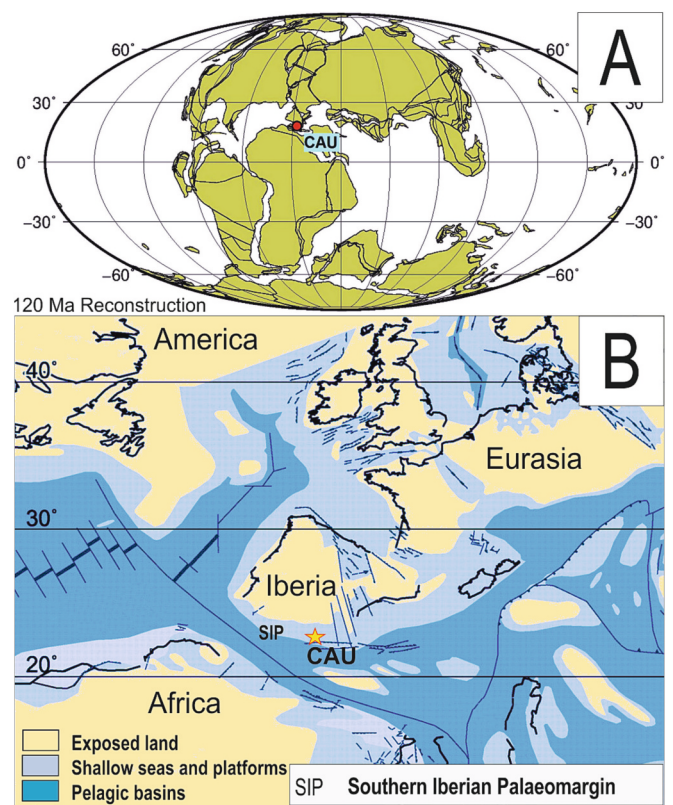 A
60˚
60˚
30˚
30˚
CAU
0˚
0˚
−30˚
−30˚
−60˚
−60˚
120 Ma Reconstruction
B
America
40˚
Eurasia
30˚
Iberia
SIP
CAU
20˚
Africa
Exposed land
Shallow seas and platforms
Pelagic basins
SIP Southern Iberian Palaeomargin